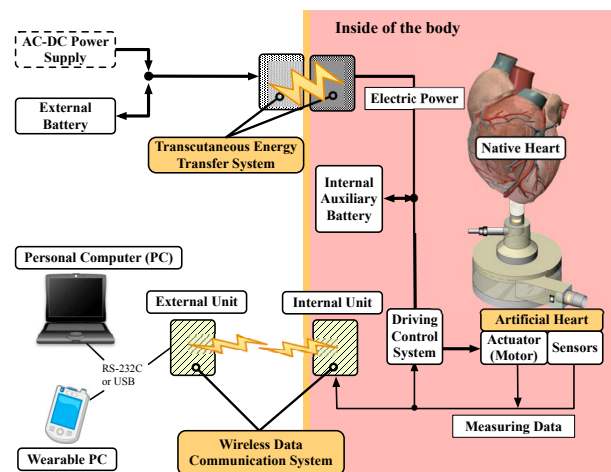 Inside of the body
AC-DC Power
Supply
External
Battery
Electric Power
Transcutaneous Energy
Transfer System
Native Heart
Internal
Auxiliary
Battery
Personal Computer (PC)
External Unit
Internal Unit
Driving
Control
System
Artificial Heart
Actuator
(Motor)
Sensors
RS-232C
or USB
Measuring Data
Wearable PC
Wireless Data
Communication System